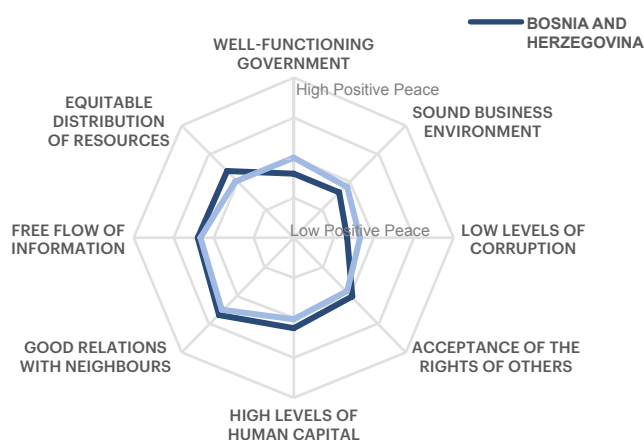 BOSNIA AND
HERZEGOVINA
WELL-FUNCTIONING
GOVERNMENT
High Positive Peace
EQUITABLE
DISTRIBUTION
OF RESOURCES
SOUND BUSINESS
ENVIRONMENT
FREE FLOW OF
INFORMATION
Low Positive Peace
LOW LEVELS OF
CORRUPTION
GOOD RELATIONS
WITH NEIGHBOURS
ACCEPTANCE OF THE
RIGHTS OF OTHERS
HIGH LEVELS OF
HUMAN CAPITAL